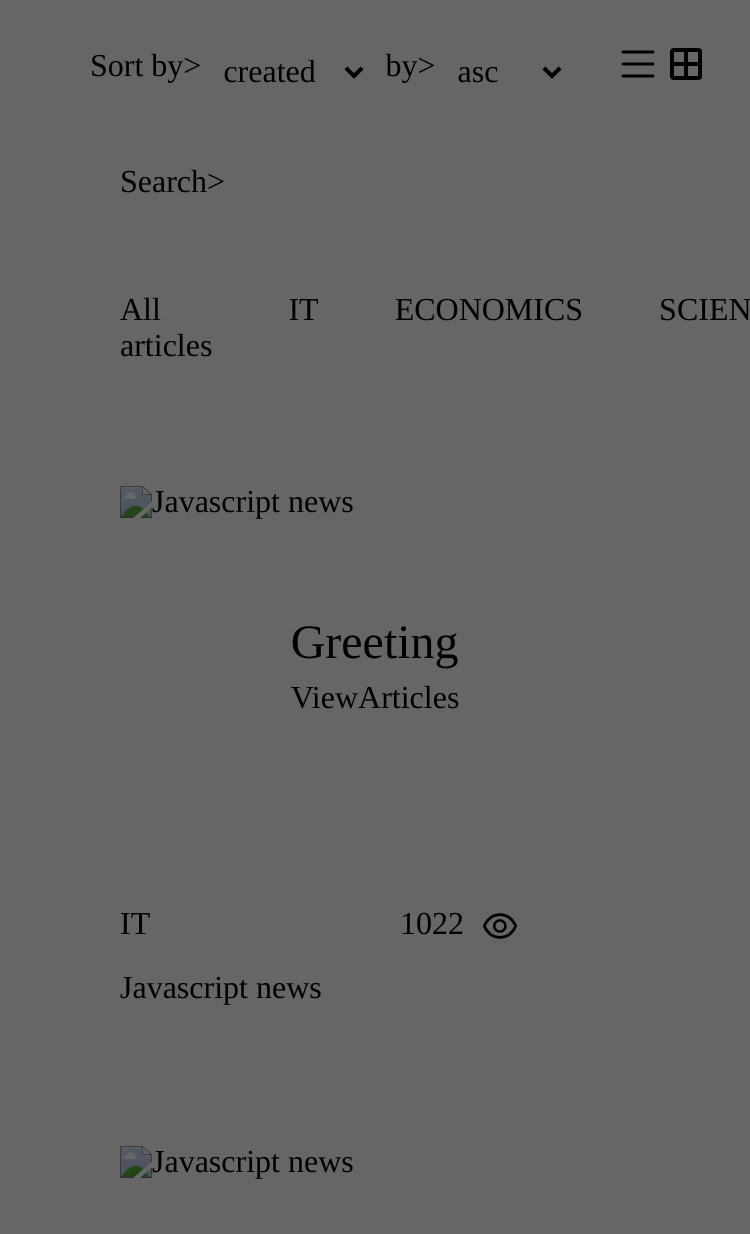 Sort by> created by> asc
Search>
All articles IT ECONOMICS SCIEN
Javascript news
Greeting
ViewArticles
IT 1022
Javascript news
Javascript news